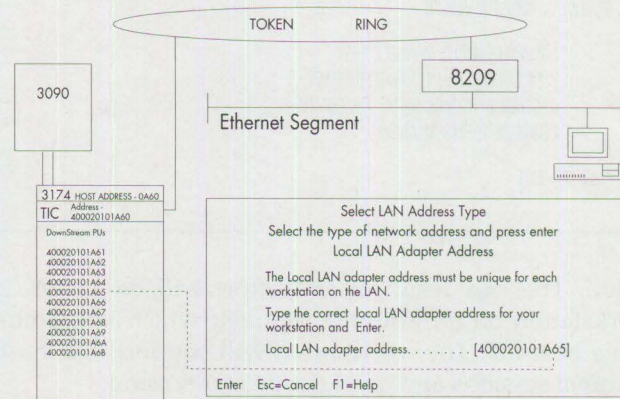 TOKEN RING
8209
3090
Ethernet Segment
3174 HOST ADDRESS - 0A60
TIC Address -
400020101A60
DownStream PUs
400020101A61
400020101A62
400020101A63
400020101A64
400020101A65
400020101A66
400020101A67
400020101A68
400020101A69
400020101A6A
400020101A6B
Select LAN Address Type
Select the type of network address and press enter
Local LAN Adapter Address
The Local LAN adapter address must be unique for each
workstation on the LAN.
Type the correct local LAN adapter address for your
workstation and Enter.
Local LAN adapter address. . . . . . . . . [400020101A65]
Enter Esc=Cancel F1=Help